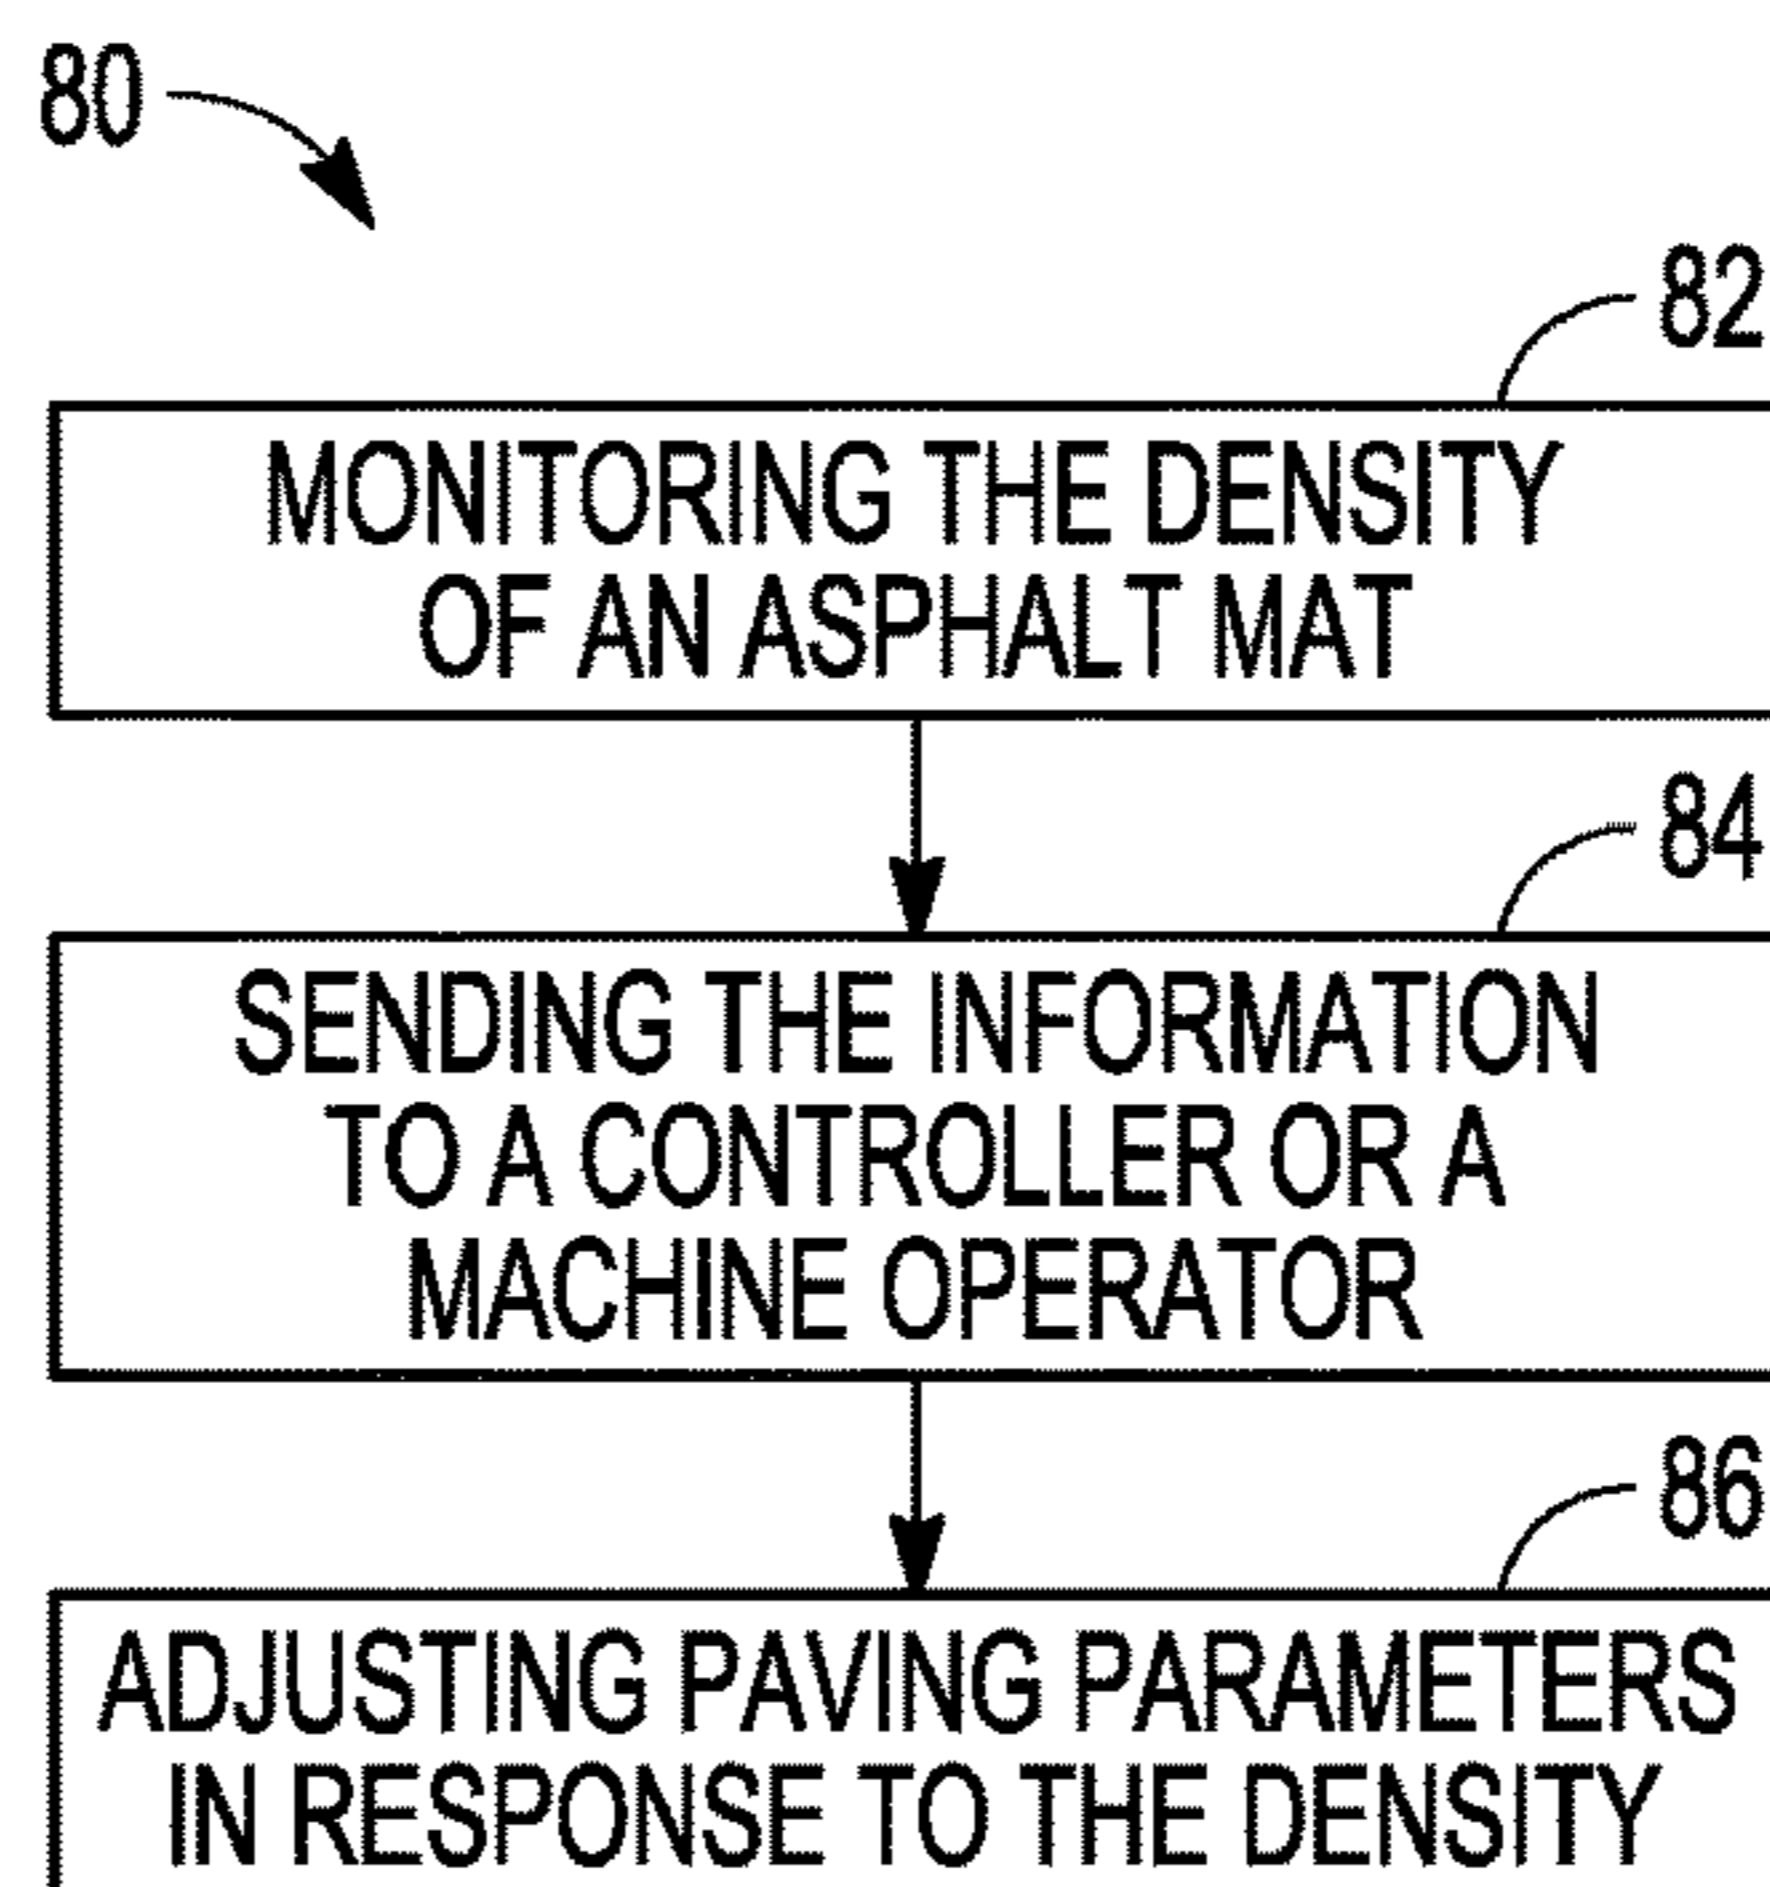 80
82
MONITORING THE DENSITY
OF AN ASPHALT MAT
84
SENDING THE INFORMATION
TO A CONTROLLER OR A
MACHINE OPERATOR
86
ADJUSTING PAVING PARAMETERS
IN RESPONSE TO THE DENSITY